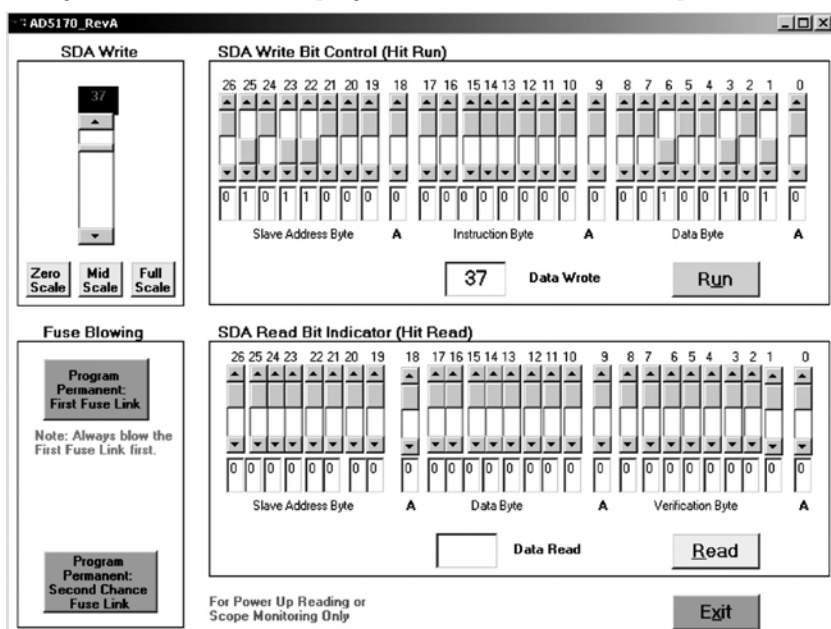 AD5170_RevA
SDA Write
37
Zero Scale
Mid Scale
Full Scale
SDA Write Bit Control (Hit Run)
26 25 24 23 22 21 20 19 18 17 16 15 14 13 12 11 10 9 8 7 6 5 4 3 2 1 0
0 1 0 1 1 0 0 0 0 0 0 0 0 0 0 0 0 0 0 0 1 0 0 1 0 1 0
Slave Address Byte A Instruction Byte A Data Byte A
37 Data Wrote Run
Fuse Blowing
Program
Permanent:
First Fuse Link
Note: Always blow the
First Fuse Link first.
Program
Permanent:
Second Chance
Fuse Link
SDA Read Bit Indicator (Hit Read)
26 25 24 23 22 21 20 19 18 17 16 15 14 13 12 11 10 9 8 7 6 5 4 3 2 1 0
0 0 0 0 0 0 0 0 0 0 0 0 0 0 0 0 0 0 0 0 0 0 0 0 0 0 0
Slave Address Byte A Data Byte A Verification Byte A
Data Read Read
For Power Up Reading or
Scope Monitoring Only
Exit